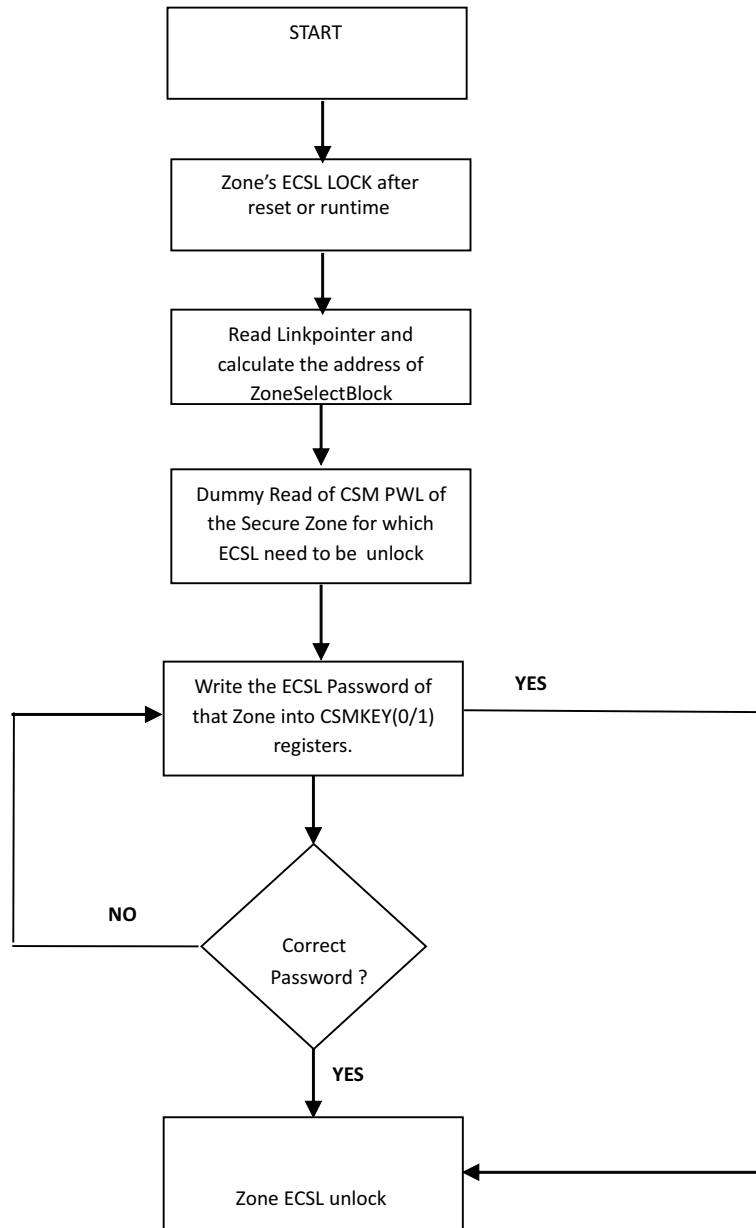 START
Zone’s ECSL LOCK after
reset or runtime
Read Linkpointer and
calculate the address of
ZoneSelectBlock
Dummy Read of CSM PWL of
the Secure Zone for which
ECSL need to be unlock
Write the ECSL Password of
that Zone into CSMKEY(0/1)
registers.
YES
NO
Correct
Password ?
YES
Zone ECSL unlock